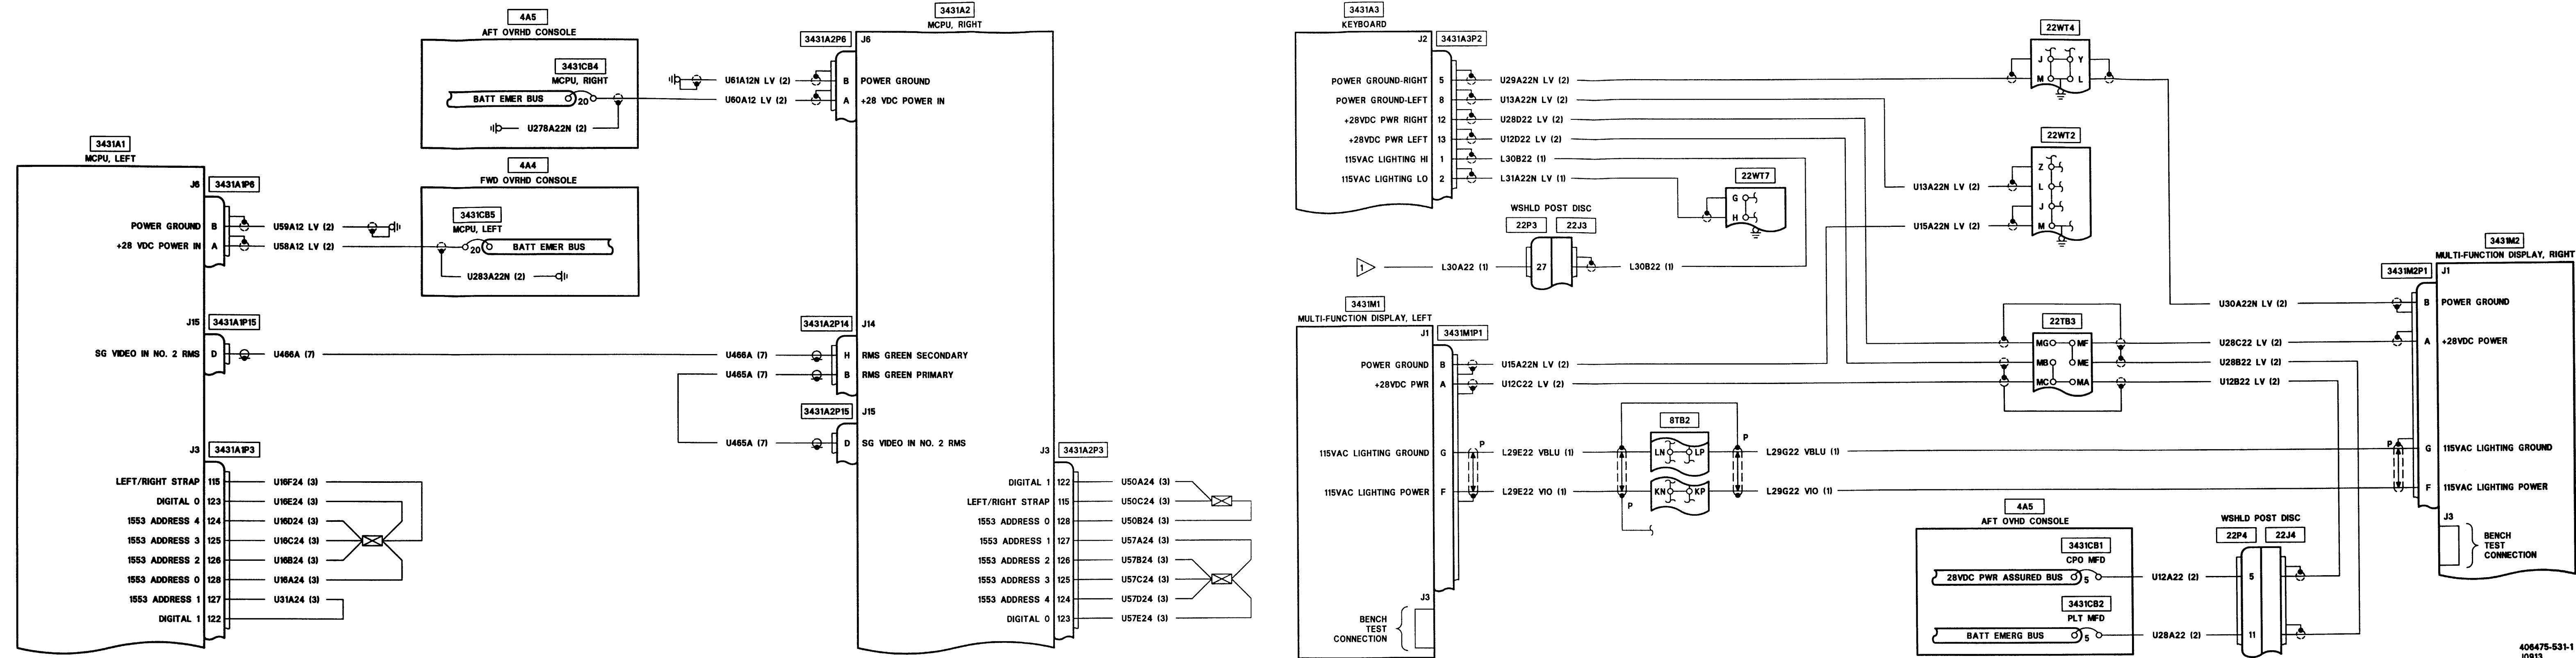 3431A1
MCPU, LEFT
J6
3431A1P6
POWER GROUND B U59A12 LV (2)
+28 VDC POWER IN A U58A12 LV (2)
J15
3431A1P15
SG VIDEO IN NO. 2 RMS D U466A (7)
J3
3431A1P3
LEFT/RIGHT STRAP 115 U16F24 (3)
DIGITAL 0 123 U16E24 (3)
1553 ADDRESS 4 124 U16D24 (3)
1553 ADDRESS 3 125 U16C24 (3)
1553 ADDRESS 2 126 U16B24 (3)
1553 ADDRESS 0 128 U16A24 (3)
1553 ADDRESS 1 127 U31A24 (3)
DIGITAL 1 122
4A5
AFT OVRHD CONSOLE
3431CB4
MCPU, RIGHT
BATT EMER BUS 20
U278A22N (2)
4A4
FWD OVRHD CONSOLE
3431CB5
MCPU, LEFT
20 BATT EMER BUS
U283A22N (2)
3431A2
MCPU, RIGHT
3431A2P6
J6
U61A12N LV (2) B POWER GROUND
U60A12 LV (2) A +28 VDC POWER IN
3431A2P14
J14
U466A (7) H RMS GREEN SECONDARY
U465A (7) B RMS GREEN PRIMARY
3431A2P15
J15
U465A (7) D SG VIDEO IN NO. 2 RMS
J3
3431A2P3
DIGITAL 1 122 U50A24 (3)
LEFT/RIGHT STRAP 115 U50C24 (3)
1553 ADDRESS 0 128 U50B24 (3)
1553 ADDRESS 1 127 U57A24 (3)
1553 ADDRESS 2 126 U57B24 (3)
1553 ADDRESS 3 125 U57C24 (3)
1553 ADDRESS 4 124 U57D24 (3)
DIGITAL 0 123 U57E24 (3)
3431A3
KEYBOARD
J2
3431A3P2
POWER GROUND-RIGHT 5 U29A22N LV (2)
POWER GROUND-LEFT 8 U13A22N LV (2)
+28VDC PWR RIGHT 12 U28D22 LV (2)
+28VDC PWR LEFT 13 U12D22 LV (2)
115VAC LIGHTING HI 1 L30B22 (1)
115VAC LIGHTING LO 2 L31A22N LV (1)
22WT7
G
H
WSHLD POST DISC
22P3 22J3
1 L30A22 (1) 27 L30B22 (1)
3431M1
MULTI-FUNCTION DISPLAY, LEFT
J1
3431M1P1
POWER GROUND B U15A22N LV (2)
+28VDC PWR A U12C22 LV (2)
115VAC LIGHTING GROUND G P L29E22 VBLU (1)
115VAC LIGHTING POWER F L29E22 VIO (1)
J3
BENCH
TEST
CONNECTION
8TB2
P
LN LP L29G22 VBLU (1)
KN KP L29G22 VIO (1)
P
22WT4
J Y
M L
22WT2
Z
U13A22N LV (2) L
J
U15A22N LV (2) M
22TB3
MG MF U28C22 LV (2)
MB ME U28B22 LV (2)
MC MA U12B22 LV (2)
U30A22N LV (2)
4A5
AFT OVHD CONSOLE
3431CB1
CPO MFD
28VDC PWR ASSURED BUS 5 U12A22 (2)
3431CB2
PLT MFD
BATT EMERG BUS 5 U28A22 (2)
WSHLD POST DISC
22P4 22J4
5
11
3431M2
MULTI-FUNCTION DISPLAY, RIGHT
3431M2P1
J1
B POWER GROUND
A +28VDC POWER
P
G 115VAC LIGHTING GROUND
F 115VAC LIGHTING POWER
J3
BENCH
TEST
CONNECTION
406475-531-1
J0913